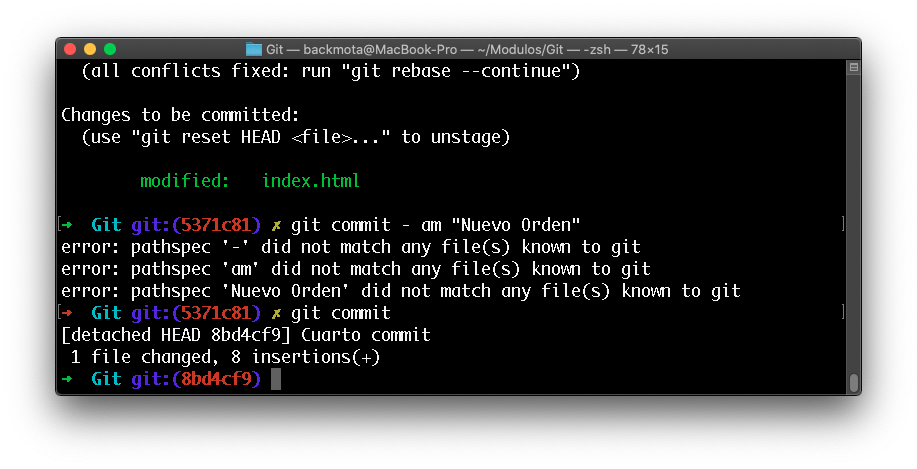 Git — backmota@MacBook-Pro — ~/Modulos/Git — -zsh — 78×15
(all conflicts fixed: run "git rebase --continue")
Changes to be committed:
(use "git reset HEAD <file>..." to unstage)
modified:   index.html
[➜  Git git:(5371c81) ✗ git commit - am "Nuevo Orden" ]
error: pathspec '-' did not match any file(s) known to git
error: pathspec 'am' did not match any file(s) known to git
error: pathspec 'Nuevo Orden' did not match any file(s) known to git
[➜  Git git:(5371c81) ✗ git commit ]
[detached HEAD 8bd4cf9] Cuarto commit
1 file changed, 8 insertions(+)
➜  Git git:(8bd4cf9)